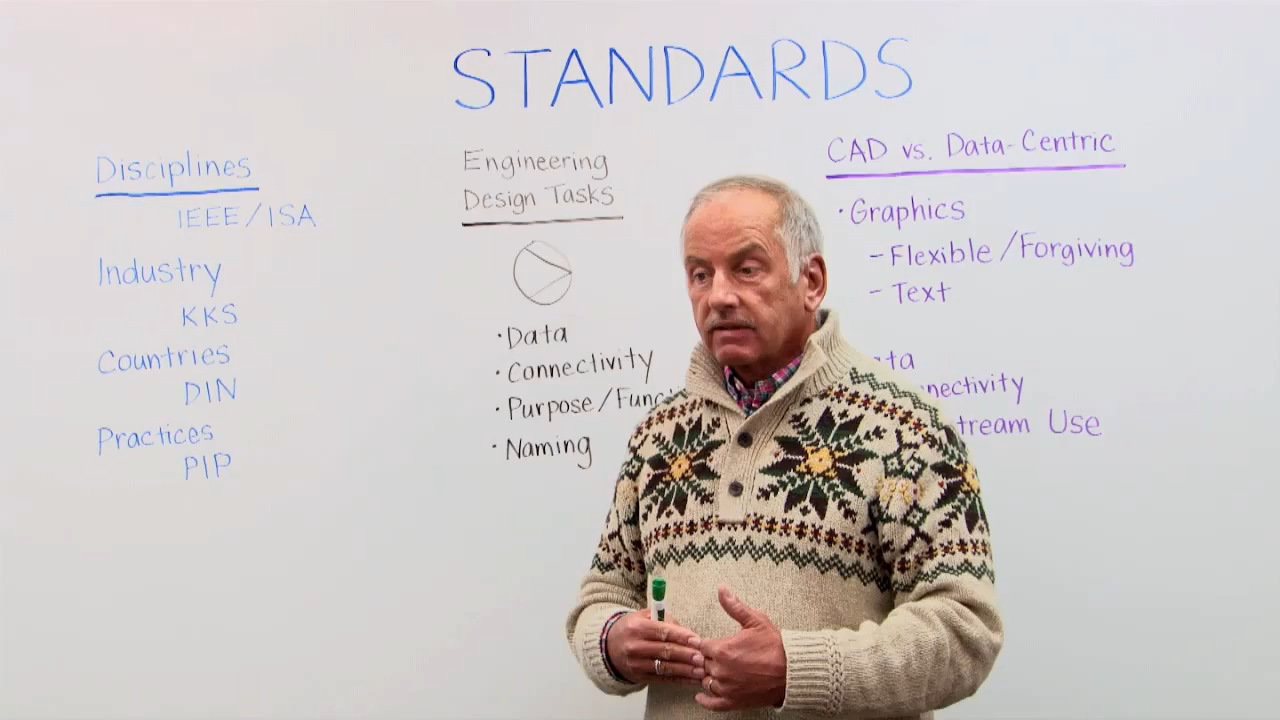 STANDARDS
Disciplines
IEEE/ISA
Industry
KKS
Countries
DIN
Practices
PIP
Engineering
Design Tasks
·Data
·Connectivity
·Purpose/
·Naming
CAD vs. Data-Centric
·Graphics
-Flexible/Forgiving
-Text
Use